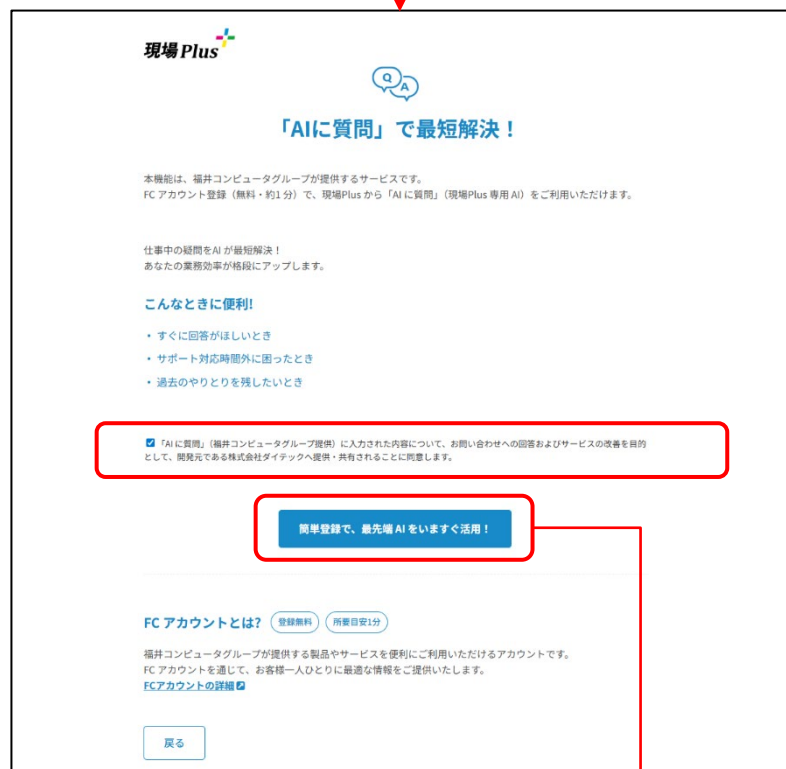 現場 Plus
Q A
「AIに質問」で最短解決！
本機能は、福井コンピュータグループが提供するサービスです。
FC アカウント登録（無料・約1 分）で、現場Plus から「AI に質問」（現場Plus 専用 AI）をご利用いただけます。
仕事中の疑問をAI が最短解決！
あなたの業務効率が格段にアップします。
こんなときに便利!
・ すぐに回答がほしいとき
・ サポート対応時間外に困ったとき
・ 過去のやりとりを残したいとき
「AI に質問」（福井コンピュータグループ提供）に入力された内容について、お問い合わせへの回答およびサービスの改善を目的
として、開発元である株式会社ダイテックへ提供・共有されることに同意します。
簡単登録で、最先端 AI をいますぐ活用！
FC アカウントとは? 登録無料 所要目安1分
福井コンピュータグループが提供する製品やサービスを便利にご利用いただけるアカウントです。
FC アカウントを通じて、お客様一人ひとりに最適な情報をご提供いたします。
FCアカウントの詳細
戻る